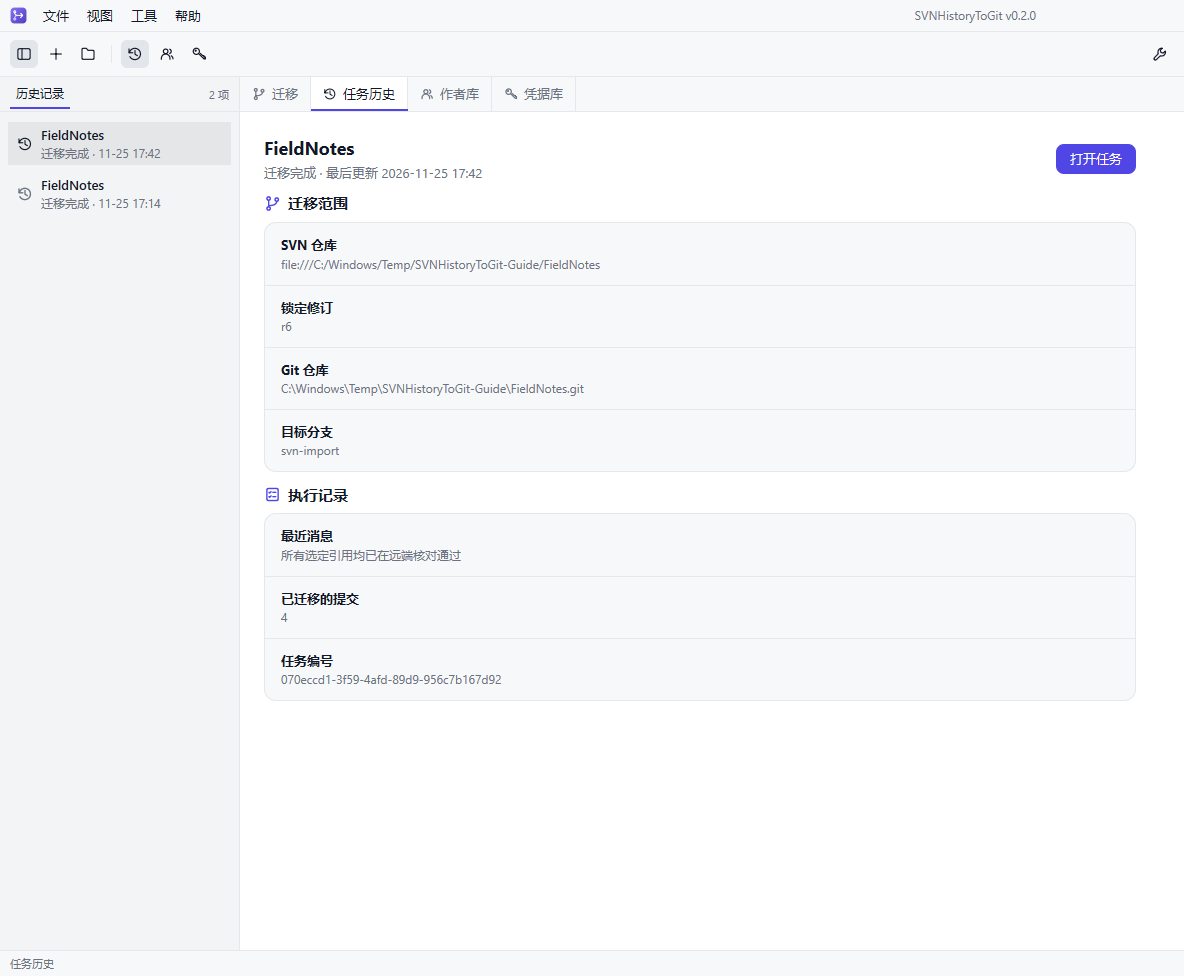 文件 视图 工具 帮助 SVNHistoryToGit v0.2.0
历史记录 2 项
迁移 任务历史 作者库 凭据库
FieldNotes
迁移完成 · 11-25 17:42
FieldNotes
迁移完成 · 11-25 17:14
FieldNotes
迁移完成 · 最后更新 2026-11-25 17:42
打开任务
迁移范围
SVN 仓库
file:///C:/Windows/Temp/SVNHistoryToGit-Guide/FieldNotes
锁定修订
r6
Git 仓库
C:\Windows\Temp\SVNHistoryToGit-Guide\FieldNotes.git
目标分支
svn-import
执行记录
最近消息
所有选定引用均已在远端核对通过
已迁移的提交
4
任务编号
070eccd1-3f59-4afd-89d9-956c7b167d92
任务历史